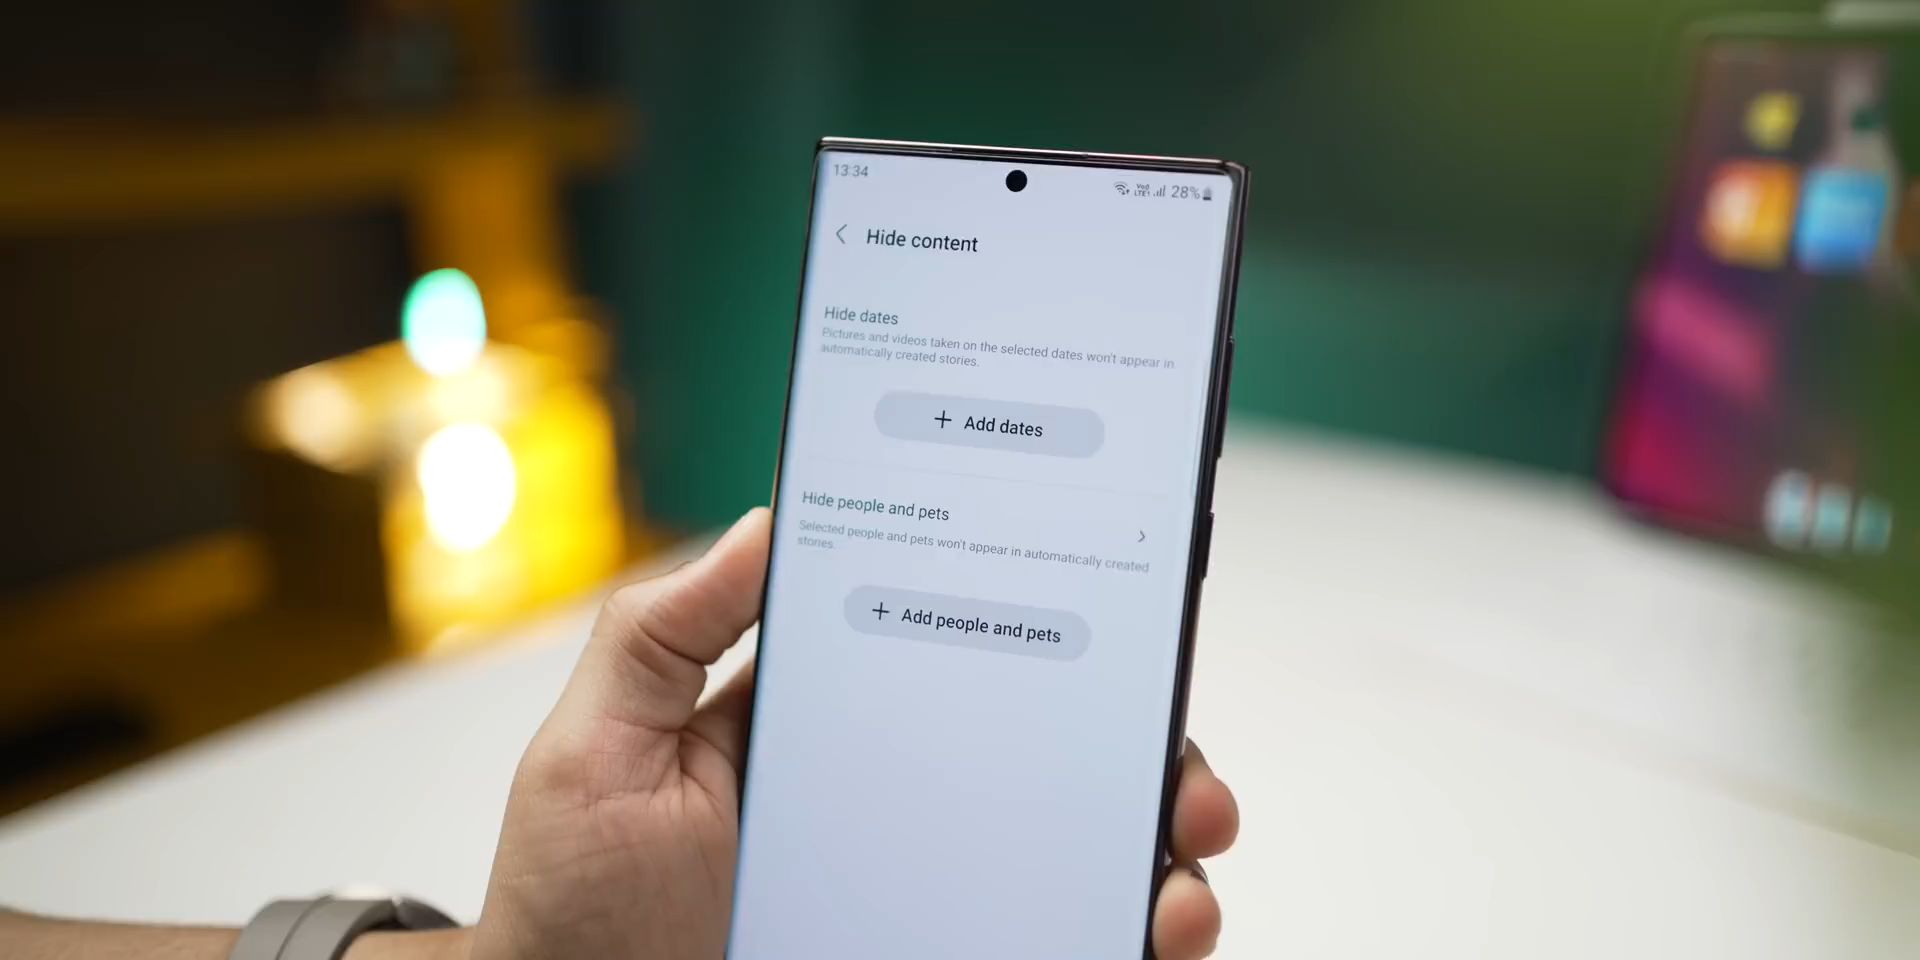 13:34
Vo)) LTE1 28%
Hide content
Hide dates
Pictures and videos taken on the selected dates won't appear in
automatically created stories.
+ Add dates
Hide people and pets
Selected people and pets won't appear in automatically created
stories.
+ Add people and pets